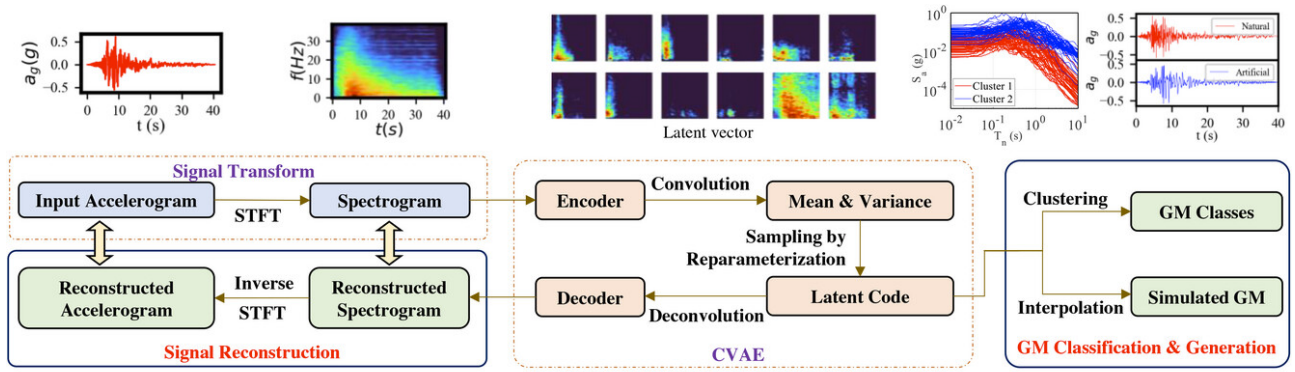 a_g(g)
0.5
0.0
−0.5
0 10 20 30 40
t (s)
f(Hz)
30
20
10
0
0 20 40
t(s)
Latent vector
S_a (g)
10^0
10^-2
10^-4
Cluster 1
Cluster 2
10^-2 10^-1 10^0 10^1
T_n (s)
a_g
0.5
0.0
−0.5
Natural
a_g
0.5
0.0
−0.5
Artificial
0 10 20 30 40
t (s)
Signal Transform
Input Accelerogram
STFT
Spectrogram
Encoder
Convolution
Mean & Variance
Sampling by
Reparameterization
Clustering
GM Classes
Reconstructed
Accelerogram
Inverse
STFT
Reconstructed
Spectrogram
Decoder
Deconvolution
Latent Code
Interpolation
Simulated GM
Signal Reconstruction
CVAE
GM Classification & Generation